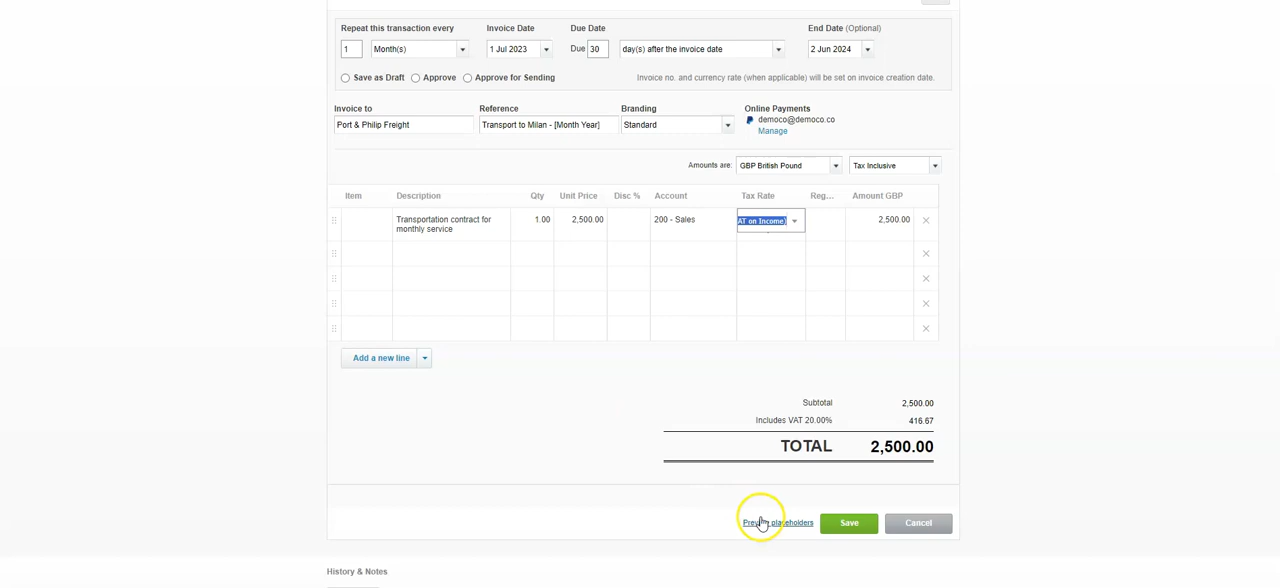 Repeat this transaction every Invoice Date Due Date End Date (Optional)
1 Month(s) 1 Jul 2023 Due 30 day(s) after the invoice date 2 Jun 2024
Save as Draft Approve Approve for Sending Invoice no. and currency rate (when applicable) will be set on invoice creation date.
Invoice to Reference Branding Online Payments
Port & Philip Freight Transport to Milan - [Month Year] Standard democo@democo.co
Manage
Amounts are: GBP British Pound Tax Inclusive
Item Description Qty Unit Price Disc % Account Tax Rate Reg... Amount GBP
Transportation contract for monthly service 1.00 2,500.00 200 - Sales AT on Income) 2,500.00
Add a new line
Subtotal 2,500.00
Includes VAT 20.00% 416.67
TOTAL 2,500.00
Preview placeholders Save Cancel
History & Notes